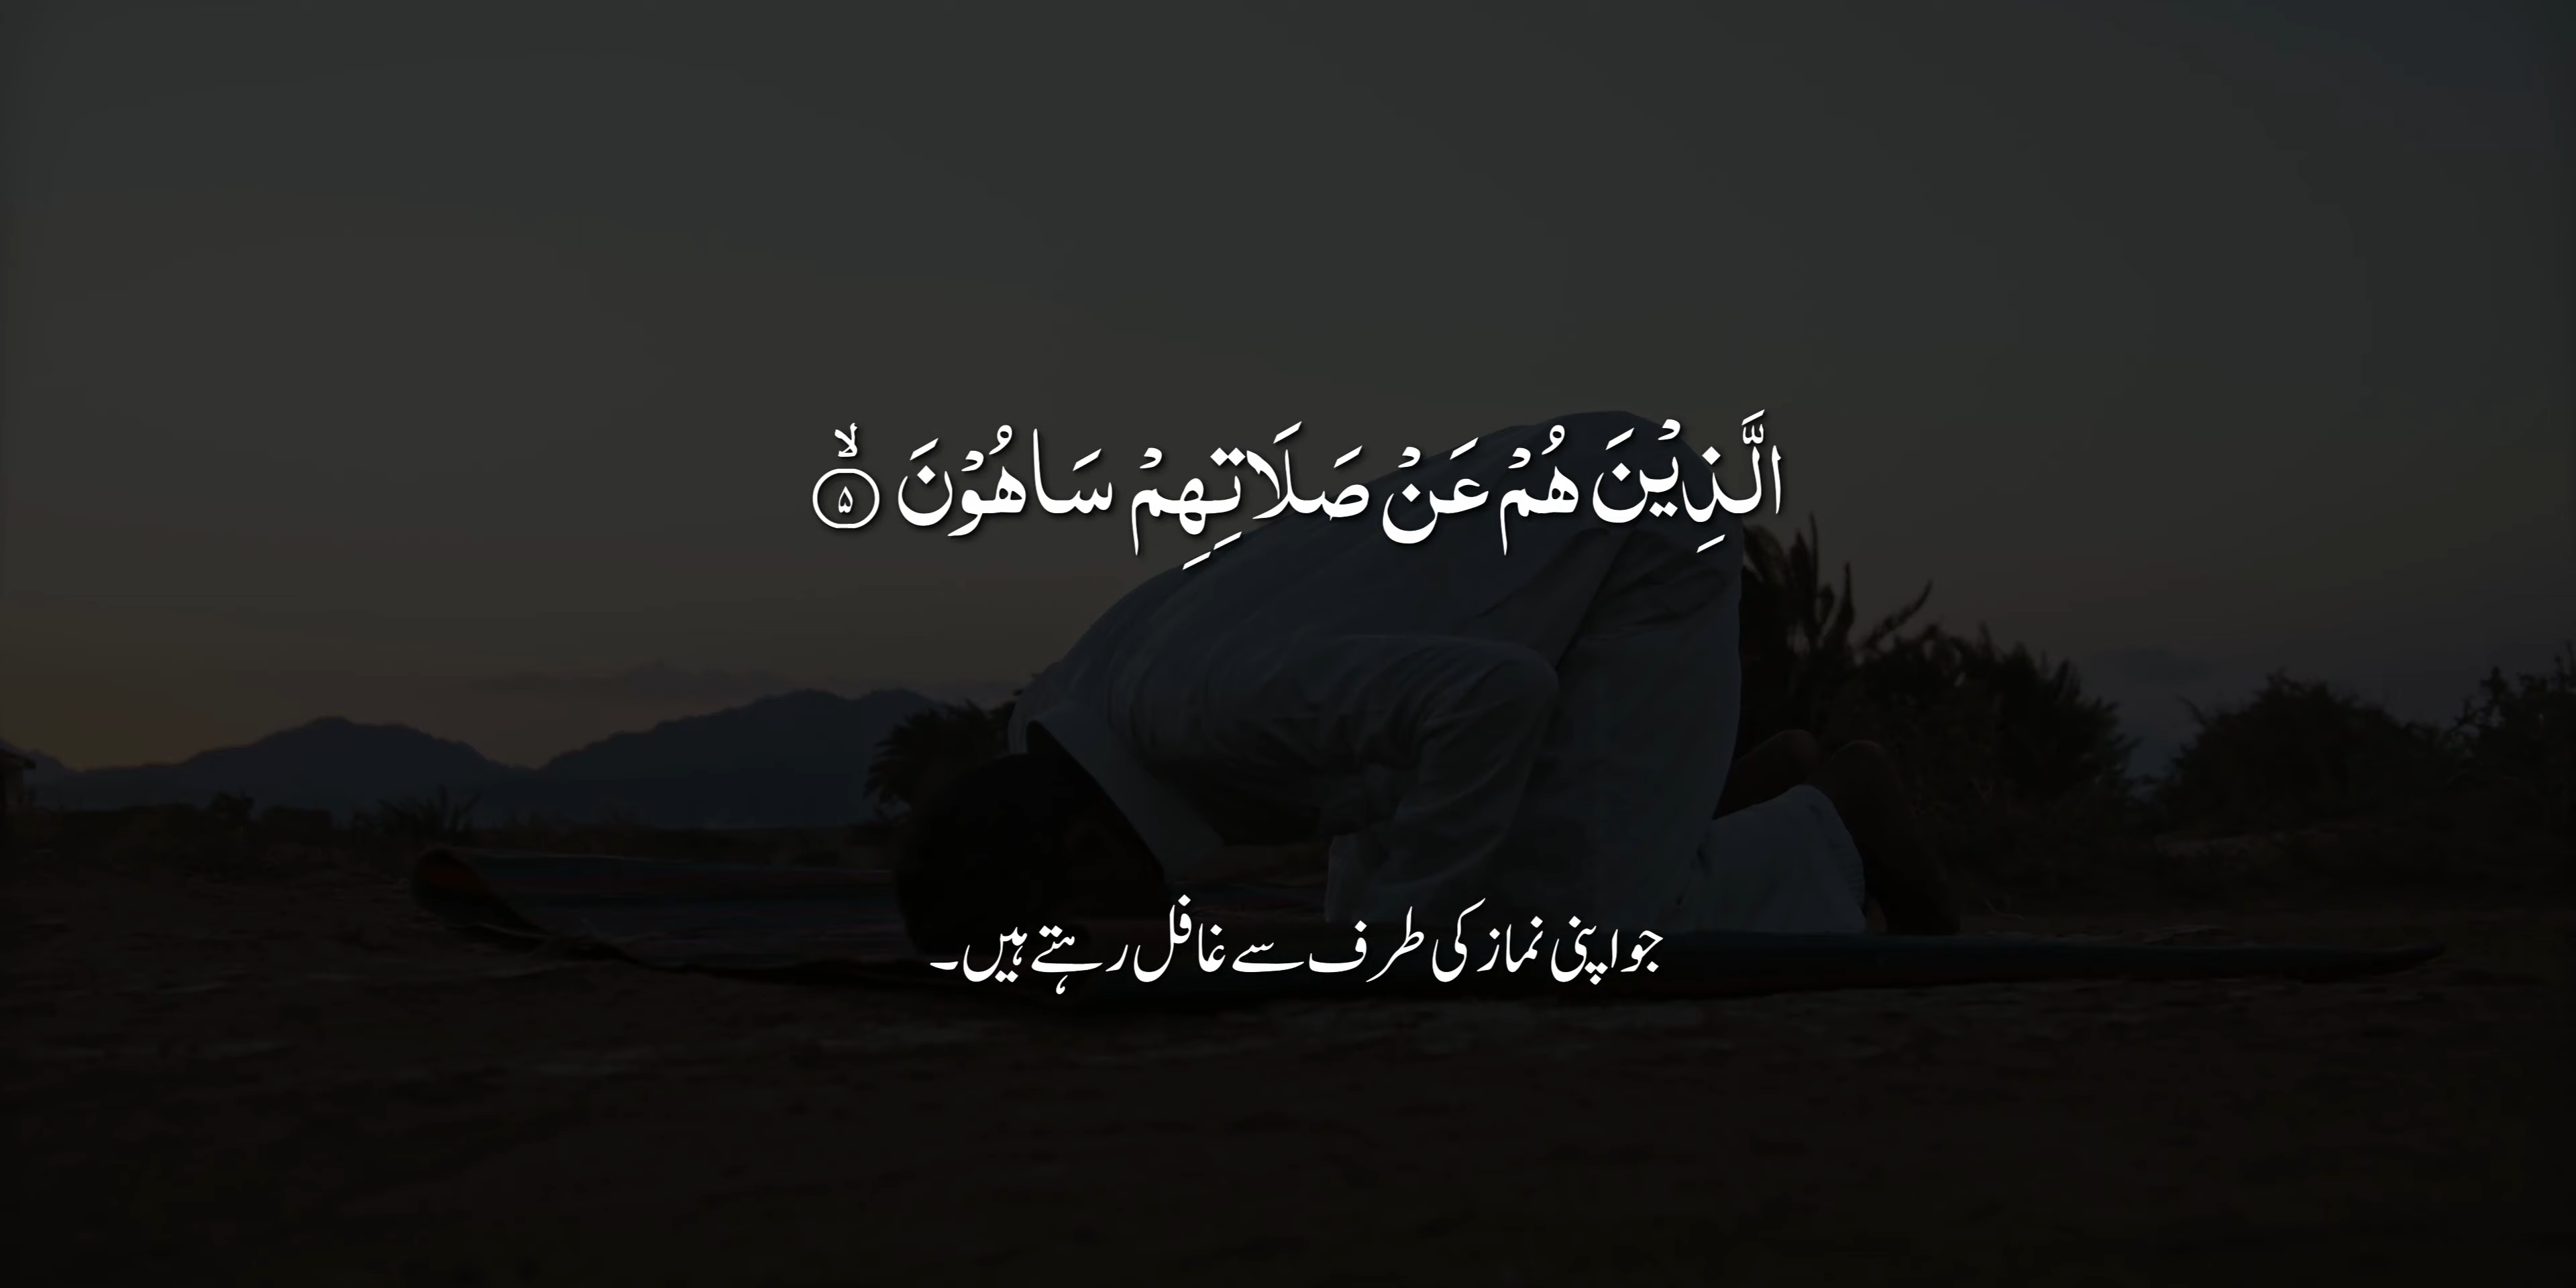 الَّذِيْنَ هُمْ عَنْ صَلَاتِهِمْ سَاهُوْنَ ۙ‏﴿۵﴾
جو اپنی نماز کی طرف سے غافل رہتے ہیں۔